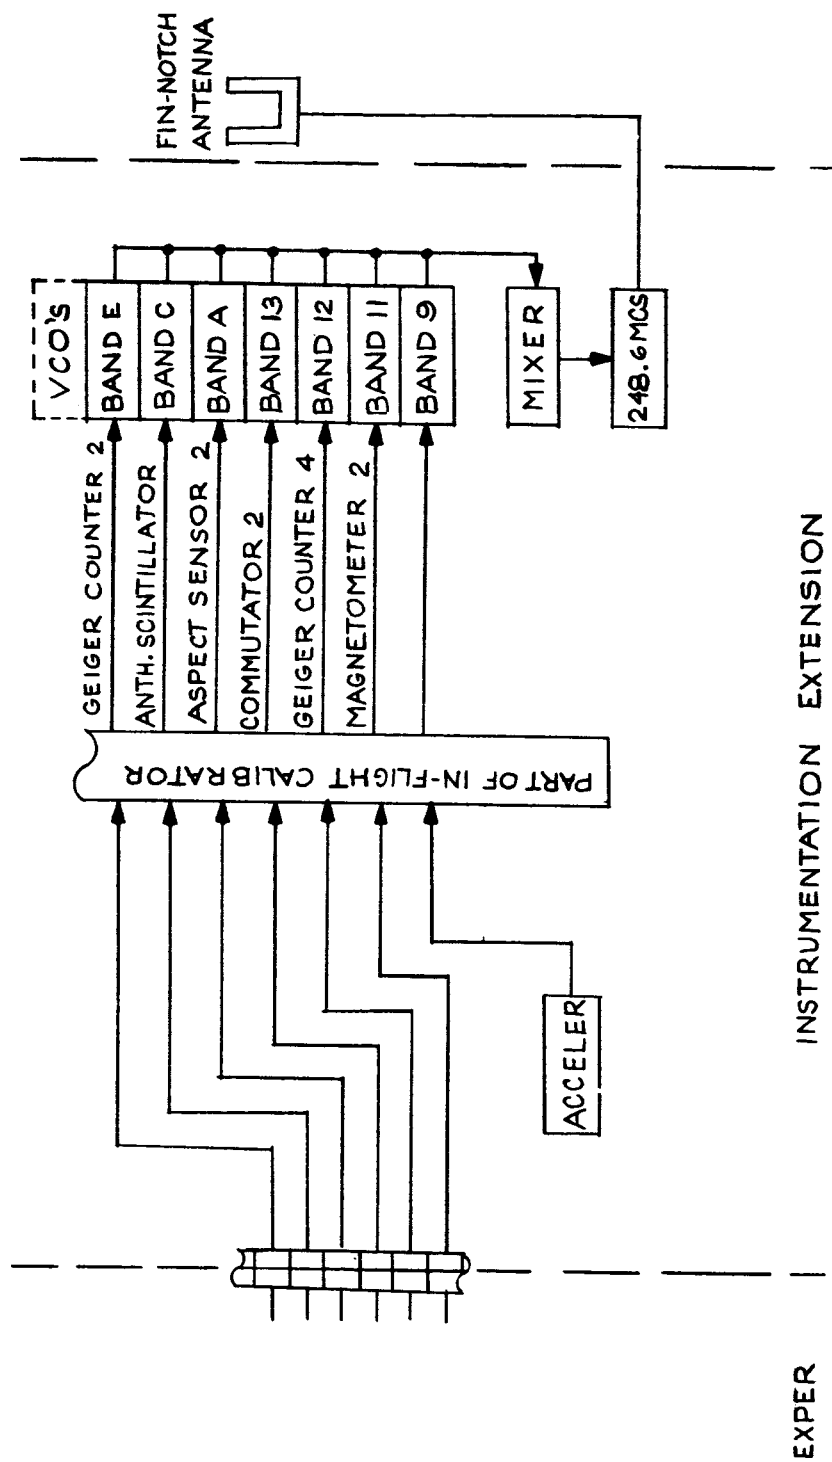 EXPER
INSTRUMENTATION EXTENSION
ACCELER
PART OF IN-FLIGHT CALIBRATOR
GEIGER COUNTER 2
ANTH. SCINTILLATOR
ASPECT SENSOR 2
COMMUTATOR 2
GEIGER COUNTER 4
MAGNETOMETER 2
VCO'S
BAND E
BAND C
BAND A
BAND 13
BAND 12
BAND 11
BAND 9
MIXER
248.6 MCS
FIN-NOTCH
ANTENNA